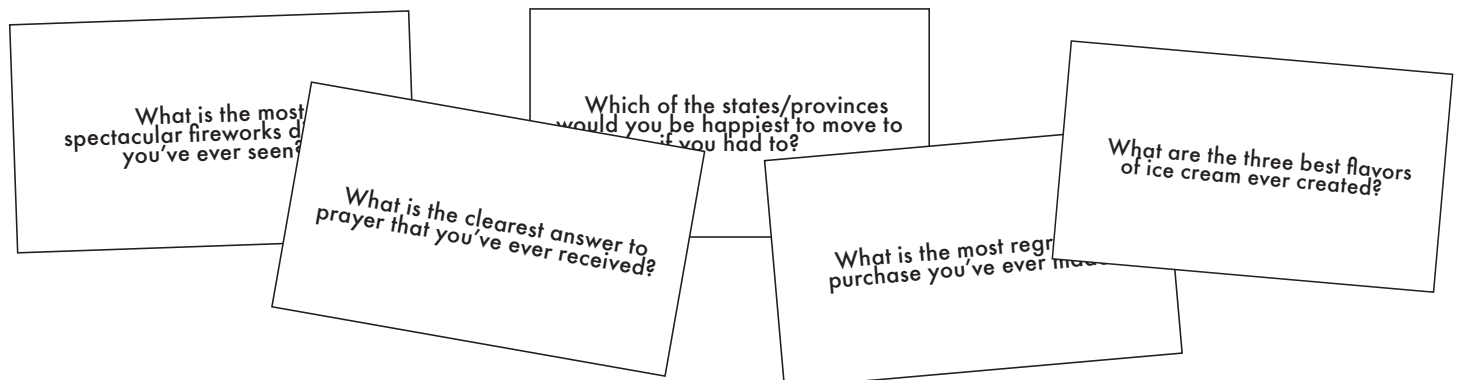 What is the most
spectacular fireworks
you've ever seen?
What is the clearest answer to
prayer that you've ever received?
Which of the states/provinces
would you be happiest to move to
if you had to?
What is the most
purchase you've ever
What are the three best flavors
of ice cream ever created?